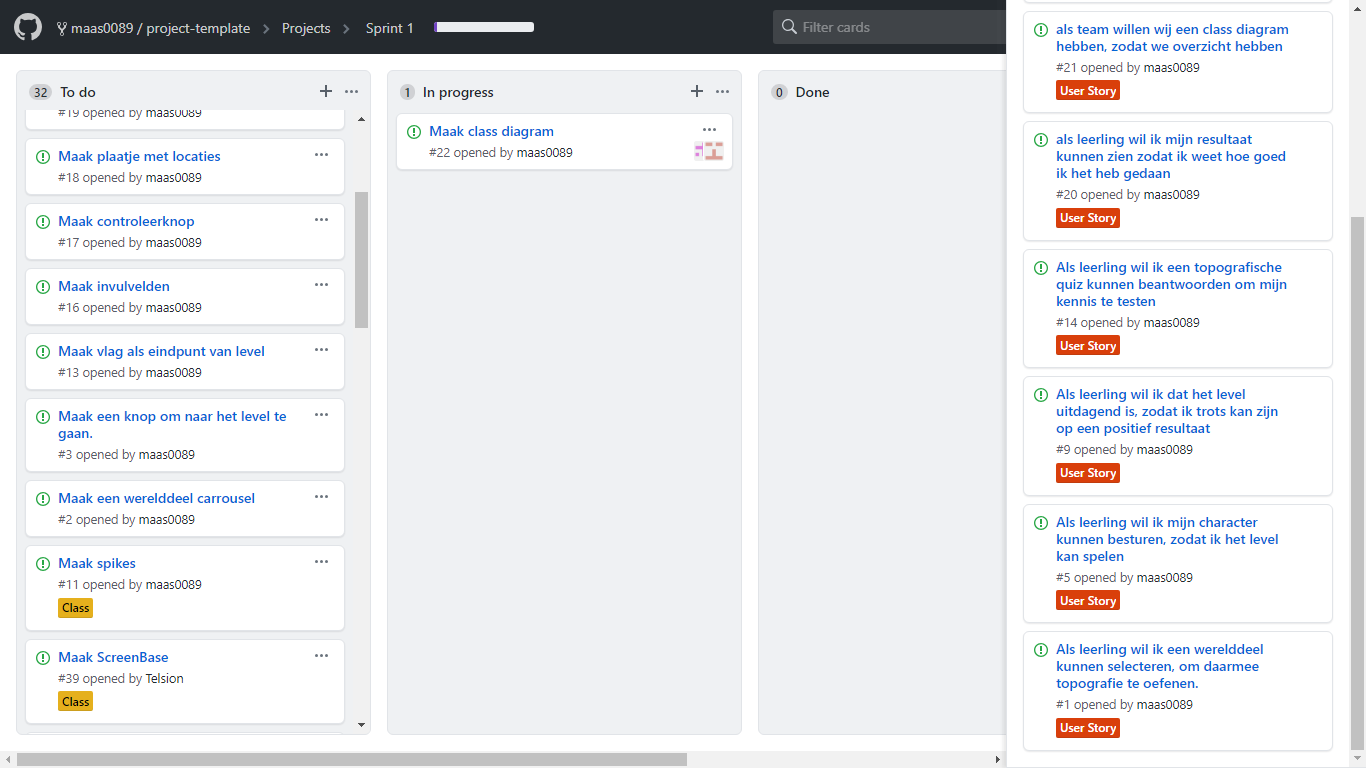 maas0089 / project-template
Projects
Sprint 1
Filter cards
32 To do
#19 opened by maas0089
Maak plaatje met locaties
#18 opened by maas0089
Maak controleerknop
#17 opened by maas0089
Maak invulvelden
#16 opened by maas0089
Maak vlag als eindpunt van level
#13 opened by maas0089
Maak een knop om naar het level te
gaan.
#3 opened by maas0089
Maak een werelddeel carrousel
#2 opened by maas0089
Maak spikes
#11 opened by maas0089
Class
Maak ScreenBase
#39 opened by Telsion
Class
1 In progress
Maak class diagram
#22 opened by maas0089
0 Done
als team willen wij een class diagram
hebben, zodat we overzicht hebben
#21 opened by maas0089
User Story
als leerling wil ik mijn resultaat
kunnen zien zodat ik weet hoe goed
ik het heb gedaan
#20 opened by maas0089
User Story
Als leerling wil ik een topografische
quiz kunnen beantwoorden om mijn
kennis te testen
#14 opened by maas0089
User Story
Als leerling wil ik dat het level
uitdagend is, zodat ik trots kan zijn
op een positief resultaat
#9 opened by maas0089
User Story
Als leerling wil ik mijn character
kunnen besturen, zodat ik het level
kan spelen
#5 opened by maas0089
User Story
Als leerling wil ik een werelddeel
kunnen selecteren, om daarmee
topografie te oefenen.
#1 opened by maas0089
User Story